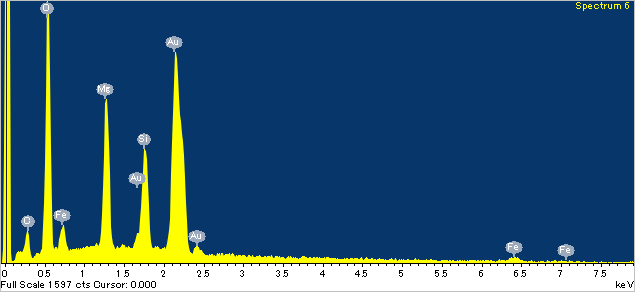 Spectrum 6
O
Au
Mg
Si
Au
C
Fe
Au
Fe
Fe
0 0.5 1 1.5 2 2.5 3 3.5 4 4.5 5 5.5 6 6.5 7 7.5
Full Scale 1597 cts Cursor: 0.000 keV